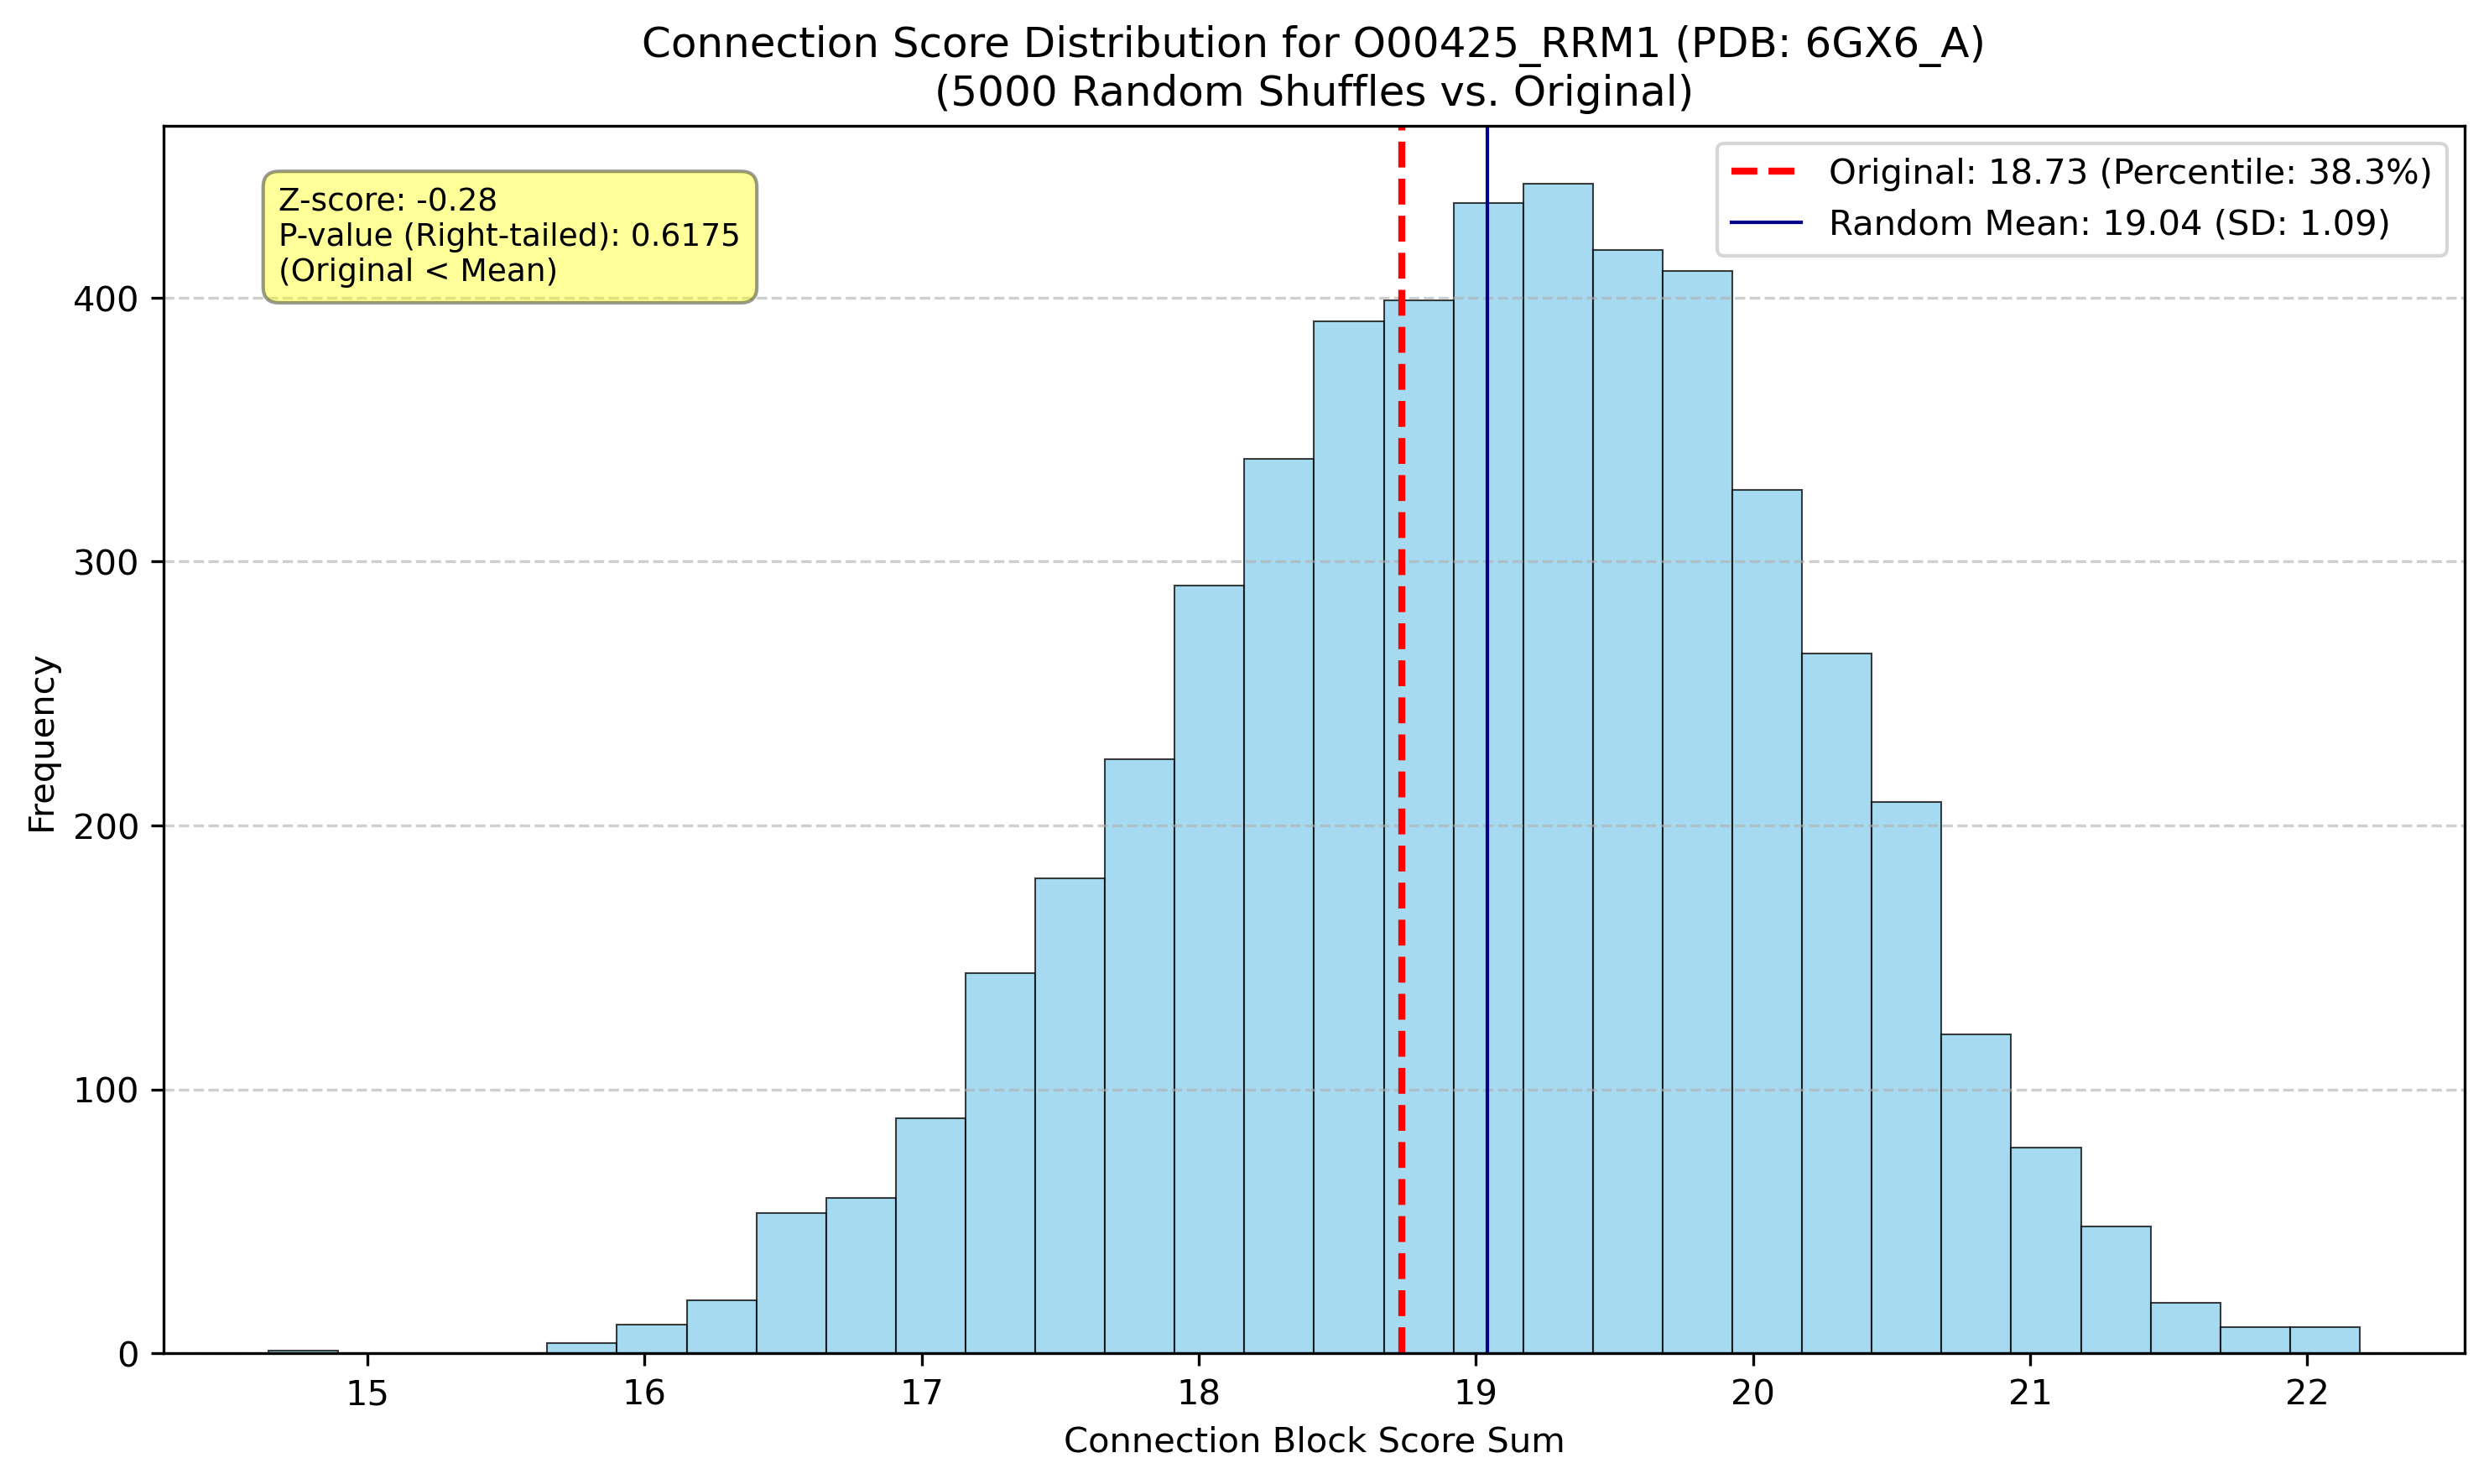 Connection Score Distribution for O00425_RRM1 (PDB: 6GX6_A)
(5000 Random Shuffles vs. Original)
Z-score: -0.28
P-value (Right-tailed): 0.6175
(Original < Mean)
Original: 18.73 (Percentile: 38.3%)
Random Mean: 19.04 (SD: 1.09)
Frequency
400
300
200
100
0
15 16 17 18 19 20 21 22
Connection Block Score Sum